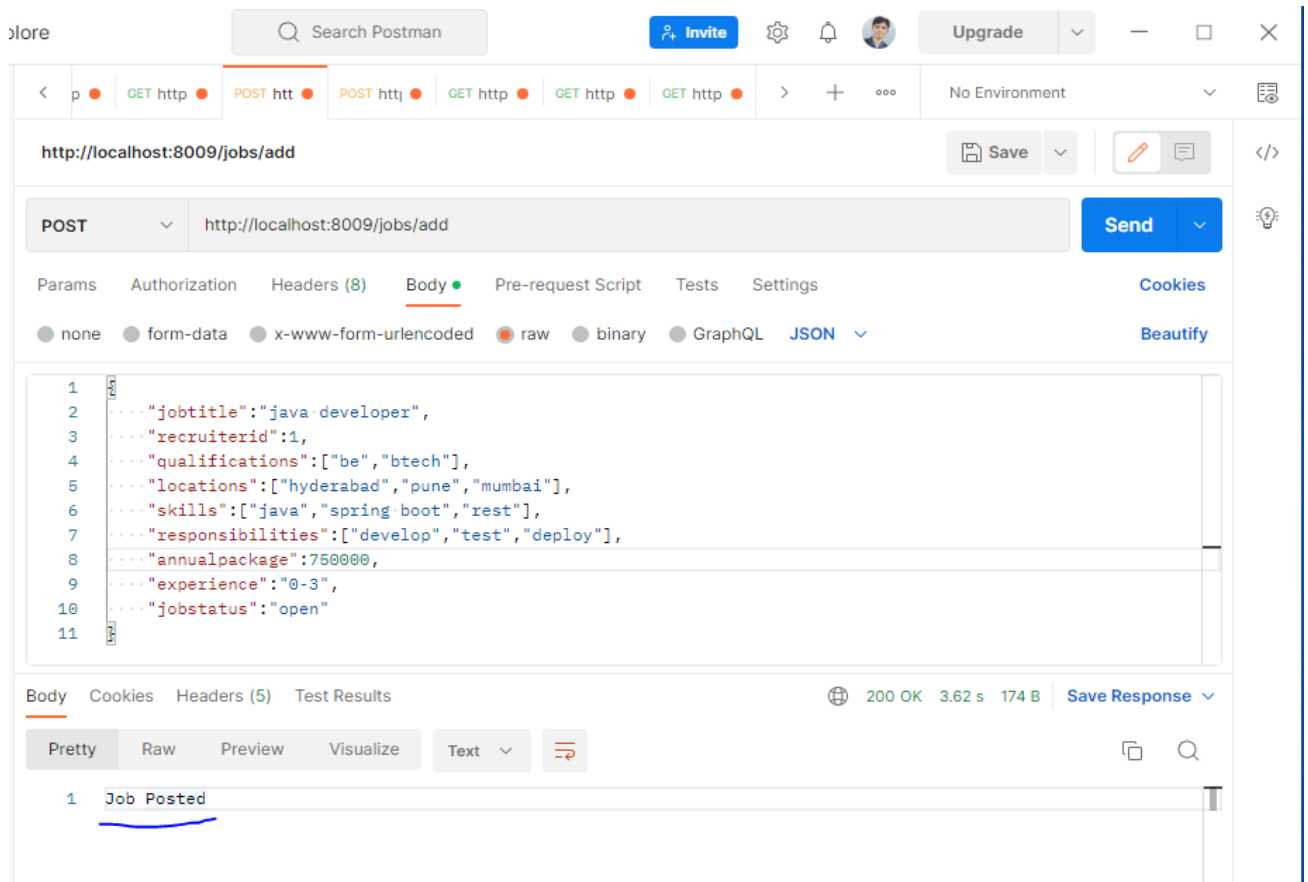 olore
Search Postman
Invite
Upgrade
p
GET http
POST htt
POST http
GET http
GET http
GET http
No Environment
http://localhost:8009/jobs/add
Save
</>
POST
http://localhost:8009/jobs/add
Send
Params Authorization Headers (8) Body Pre-request Script Tests Settings Cookies
none form-data x-www-form-urlencoded raw binary GraphQL JSON Beautify
1 {
2 "jobtitle":"java developer",
3 "recruiterid":1,
4 "qualifications":["be","btech"],
5 "locations":["hyderabad","pune","mumbai"],
6 "skills":["java","spring boot","rest"],
7 "responsibilities":["develop","test","deploy"],
8 "annualpackage":750000,
9 "experience":"0-3",
10 "jobstatus":"open"
11 }
Body Cookies Headers (5) Test Results 200 OK 3.62 s 174 B Save Response
Pretty Raw Preview Visualize Text
1 Job Posted